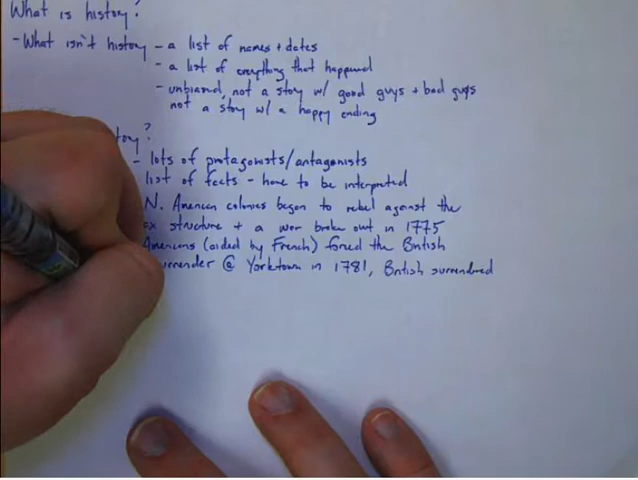 What is history?
- What isn't history - a list of names + dates
- a list of everything that happened
- unbiased, not a story w/ good guys + bad guys
not a story w/ a happy ending
tory?
- lots of protagonists/antagonists
list of facts - have to be interpreted
N. American colonies began to rebel against the
ax structure + a war broke out in 1775
Americans (aided by French) forced the British
urrender @ Yorktown in 1781, British surrendered